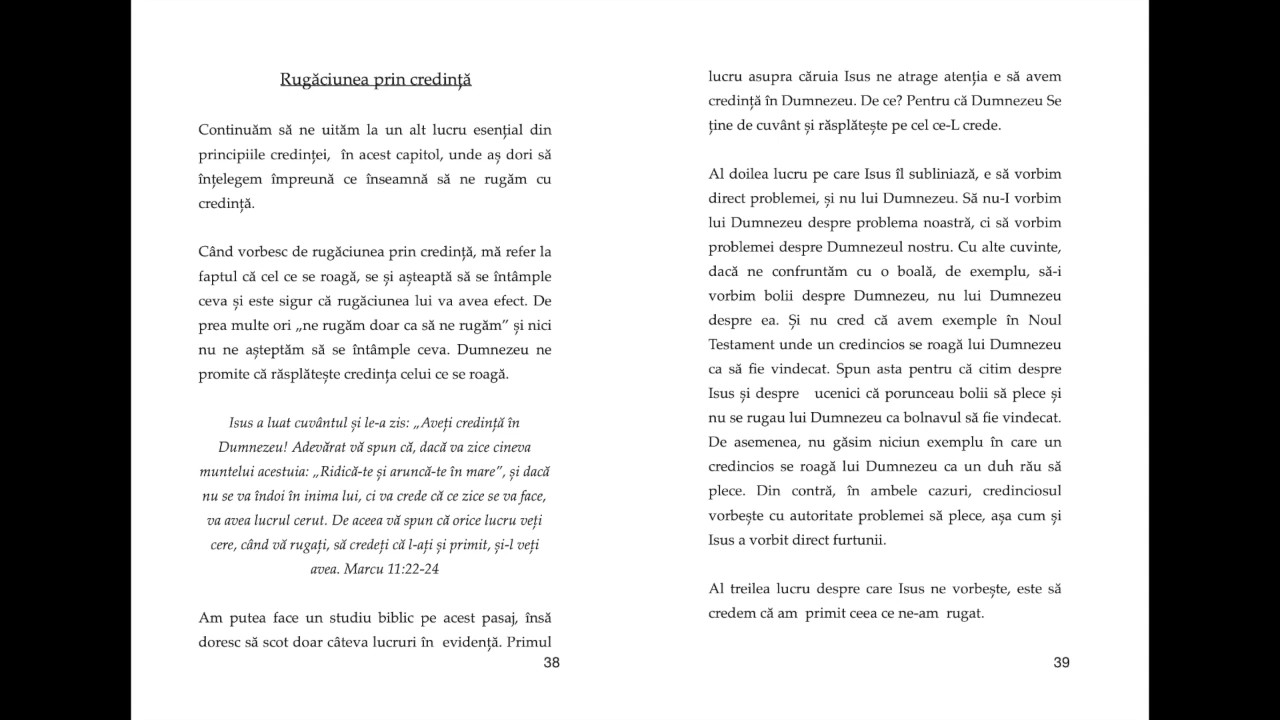 Rugăciunea prin credință
Continuăm să ne uităm la un alt lucru esențial din
principiile credinței, în acest capitol, unde aș dori să
înțelegem împreună ce înseamnă să ne rugăm cu
credință.
Când vorbesc de rugăciunea prin credință, mă refer la
faptul că cel ce se roagă, se și așteaptă să se întâmple
ceva și este sigur că rugăciunea lui va avea efect. De
prea multe ori „ne rugăm doar ca să ne rugăm” și nici
nu ne așteptăm să se întâmple ceva. Dumnezeu ne
promite că răsplătește credința celui ce se roagă.
Isus a luat cuvântul și le-a zis: „Aveți credință în
Dumnezeu! Adevărat vă spun că, dacă va zice cineva
muntelui acestuia: „Ridică-te și aruncă-te în mare”, și dacă
nu se va îndoi în inima lui, ci va crede că ce zice se va face,
va avea lucrul cerut. De aceea vă spun că orice lucru veți
cere, când vă rugați, să credeți că l-ați și primit, și-l veți
avea. Marcu 11:22-24
Am putea face un studiu biblic pe acest pasaj, însă
doresc să scot doar câteva lucruri în evidență. Primul
38
lucru asupra căruia Isus ne atrage atenția e să avem
credință în Dumnezeu. De ce? Pentru că Dumnezeu Se
ține de cuvânt și răsplătește pe cel ce-L crede.
Al doilea lucru pe care Isus îl subliniază, e să vorbim
direct problemei, și nu lui Dumnezeu. Să nu-I vorbim
lui Dumnezeu despre problema noastră, ci să vorbim
problemei despre Dumnezeul nostru. Cu alte cuvinte,
dacă ne confruntăm cu o boală, de exemplu, să-i
vorbim bolii despre Dumnezeu, nu lui Dumnezeu
despre ea. Și nu cred că avem exemple în Noul
Testament unde un credincios se roagă lui Dumnezeu
ca să fie vindecat. Spun asta pentru că citim despre
Isus și despre ucenici că porunceau bolii să plece și
nu se rugau lui Dumnezeu ca bolnavul să fie vindecat.
De asemenea, nu găsim niciun exemplu în care un
credincios se roagă lui Dumnezeu ca un duh rău să
plece. Din contră, în ambele cazuri, credinciosul
vorbește cu autoritate problemei să plece, așa cum și
Isus a vorbit direct furtunii.
Al treilea lucru despre care Isus ne vorbește, este să
credem că am primit ceea ce ne-am rugat.
39